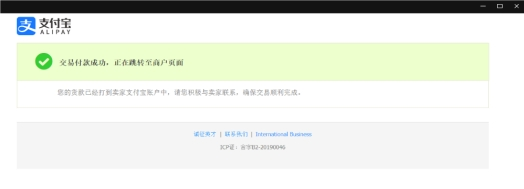 支付宝
ALIPAY
交易付款成功，正在跳转至商户页面
您的货款已经打到卖家支付宝账户中，请您积极与卖家联系，确保交易顺利完成。
诚征英才 | 联系我们 | International Business
ICP证：合字B2-20190046